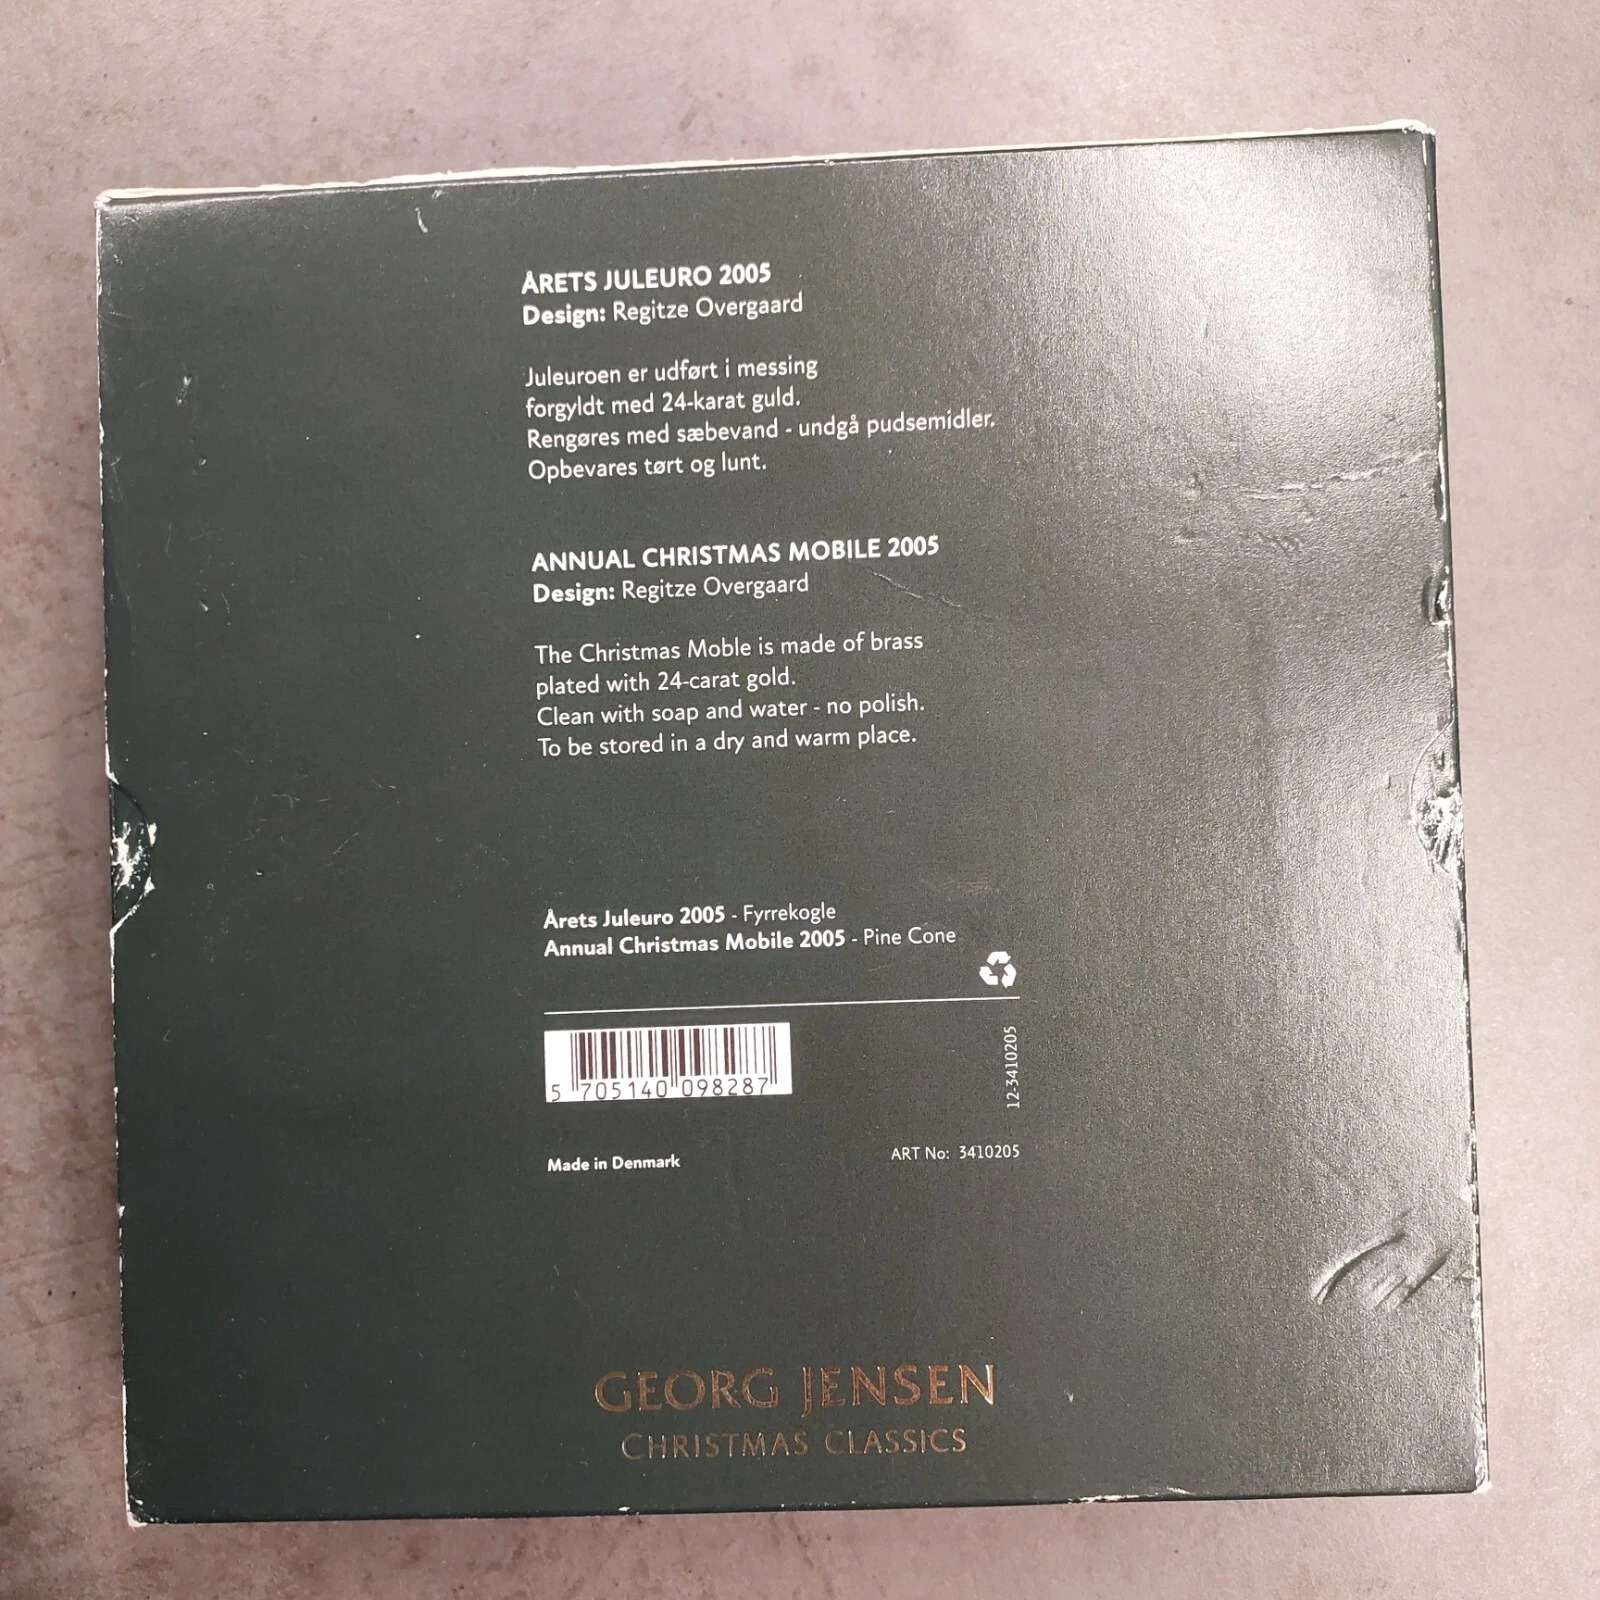 ÅRETS JULEURO 2005
Design: Regitze Overgaard
Juleuroen er udført i messing
forgyldt med 24-karat guld.
Rengøres med sæbevand - undgå pudsemidler.
Opbevares tørt og lunt.
ANNUAL CHRISTMAS MOBILE 2005
Design: Regitze Overgaard
The Christmas Moble is made of brass
plated with 24-carat gold.
Clean with soap and water - no polish.
To be stored in a dry and warm place.
Årets Juleuro 2005 - Fyrrekogle
Annual Christmas Mobile 2005 - Pine Cone
12-3410205
5 705140 098287
Made in Denmark
ART No: 3410205
GEORG JENSEN
CHRISTMAS CLASSICS